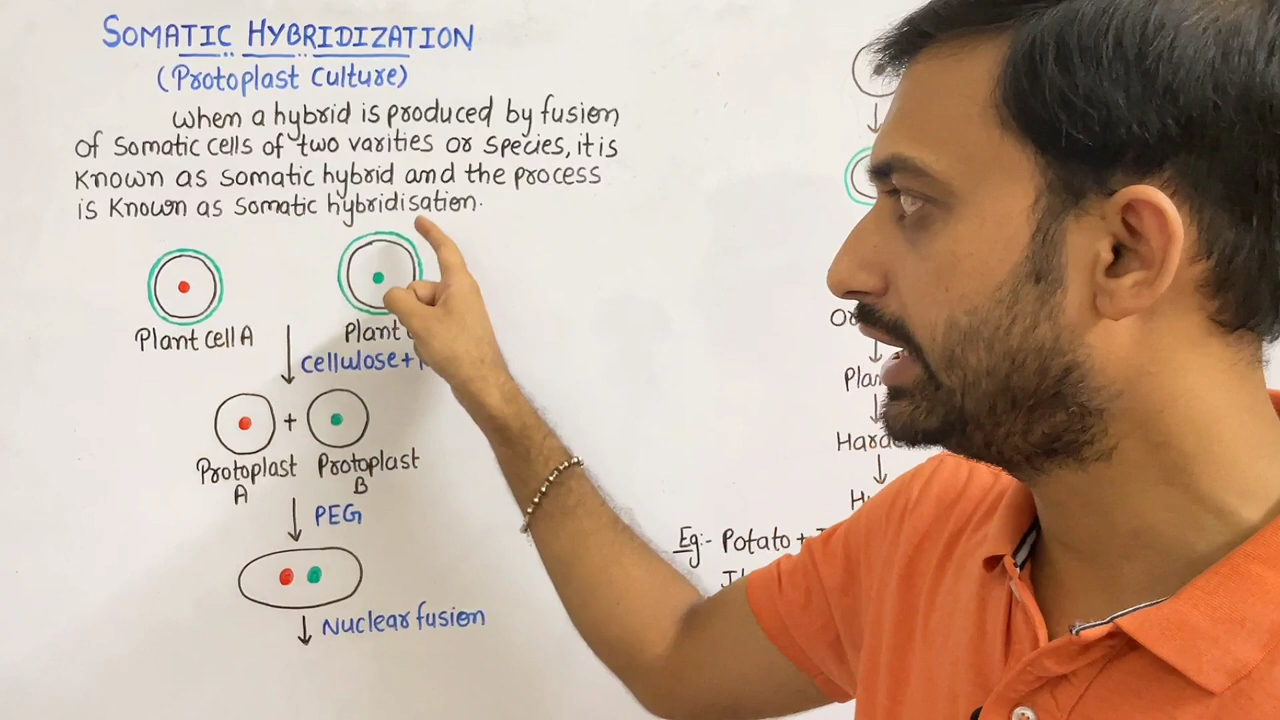 SOMATIC HYBRIDIZATION
(Protoplast Culture)
When a hybrid is produced by fusion
of somatic cells of two varities or species, it is
known as somatic hybrid and the process
is known as somatic hybridisation.
Plant cell A
Plant
cellulose+
+
Protoplast A
Protoplast B
PEG
Nuclear fusion
Eg:- Potato +